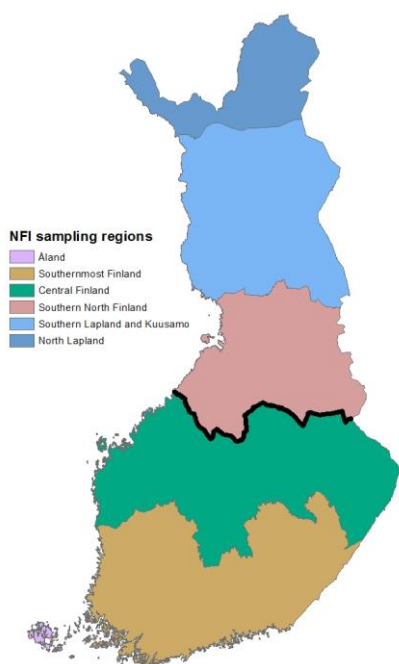 NFI sampling regions
Åland
Southernmost Finland
Central Finland
Southern North Finland
Southern Lapland and Kuusamo
North Lapland